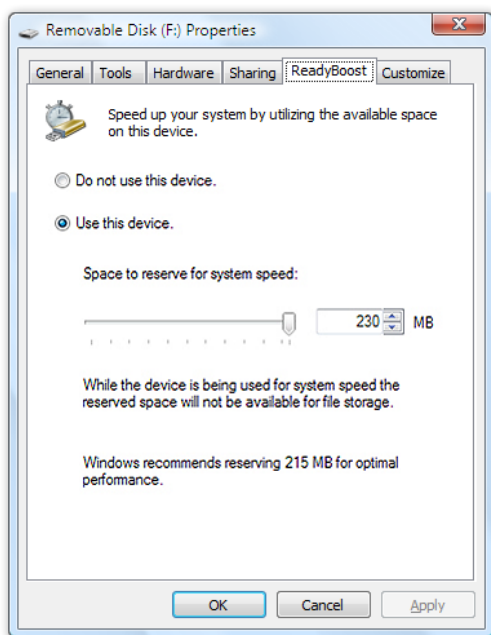 Removable Disk (F:) Properties
General Tools Hardware Sharing ReadyBoost Customize
Speed up your system by utilizing the available space
on this device.
Do not use this device.
Use this device.
Space to reserve for system speed:
230 MB
While the device is being used for system speed the
reserved space will not be available for file storage.
Windows recommends reserving 215 MB for optimal
performance.
OK Cancel Apply